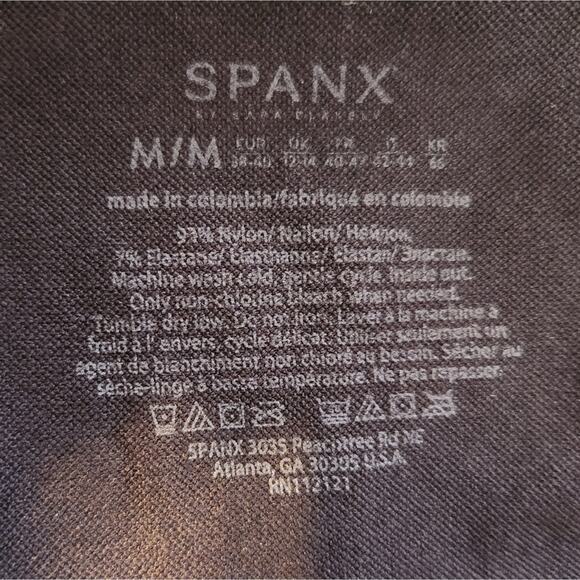 SPANX
BY SARA BLAKELY
M/M EUR 38-40 UK 12-14 FR 40-42 IT 42-44 KR 66
made in colombia/fabriqué en colombie
93% Nylon/ Nailon/ Нейлон,
7% Elastane/ Elasthanne/ Elastan/ Эластан.
Machine wash cold, gentle cycle. Inside out.
Only non-chlorine bleach when needed.
Tumble dry low. Do not iron. Laver à la machine à
froid à l'envers, cycle délicat. Utiliser seulement un
agent de blanchiment non chloré au besoin. Sécher au
sèche-linge à basse température. Ne pas repasser.
SPANX 3035 Peachtree Rd NE
Atlanta, GA 30305 U.S.A.
RN112121